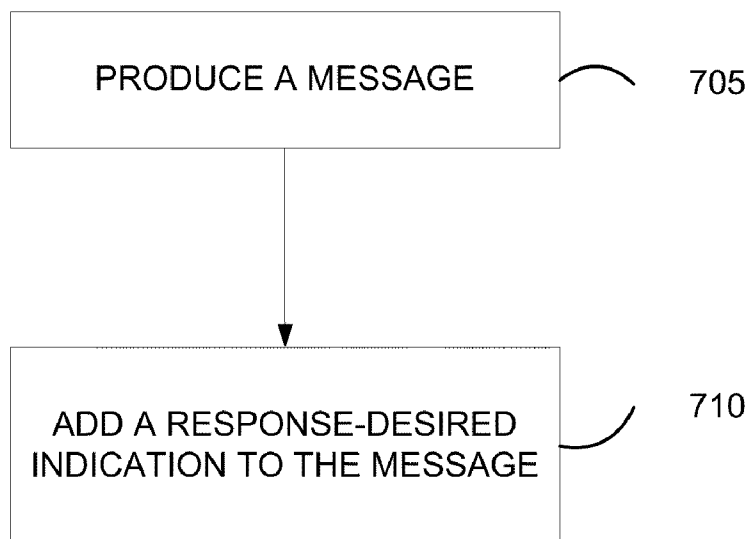 PRODUCE A MESSAGE
705
ADD A RESPONSE-DESIRED
INDICATION TO THE MESSAGE
710